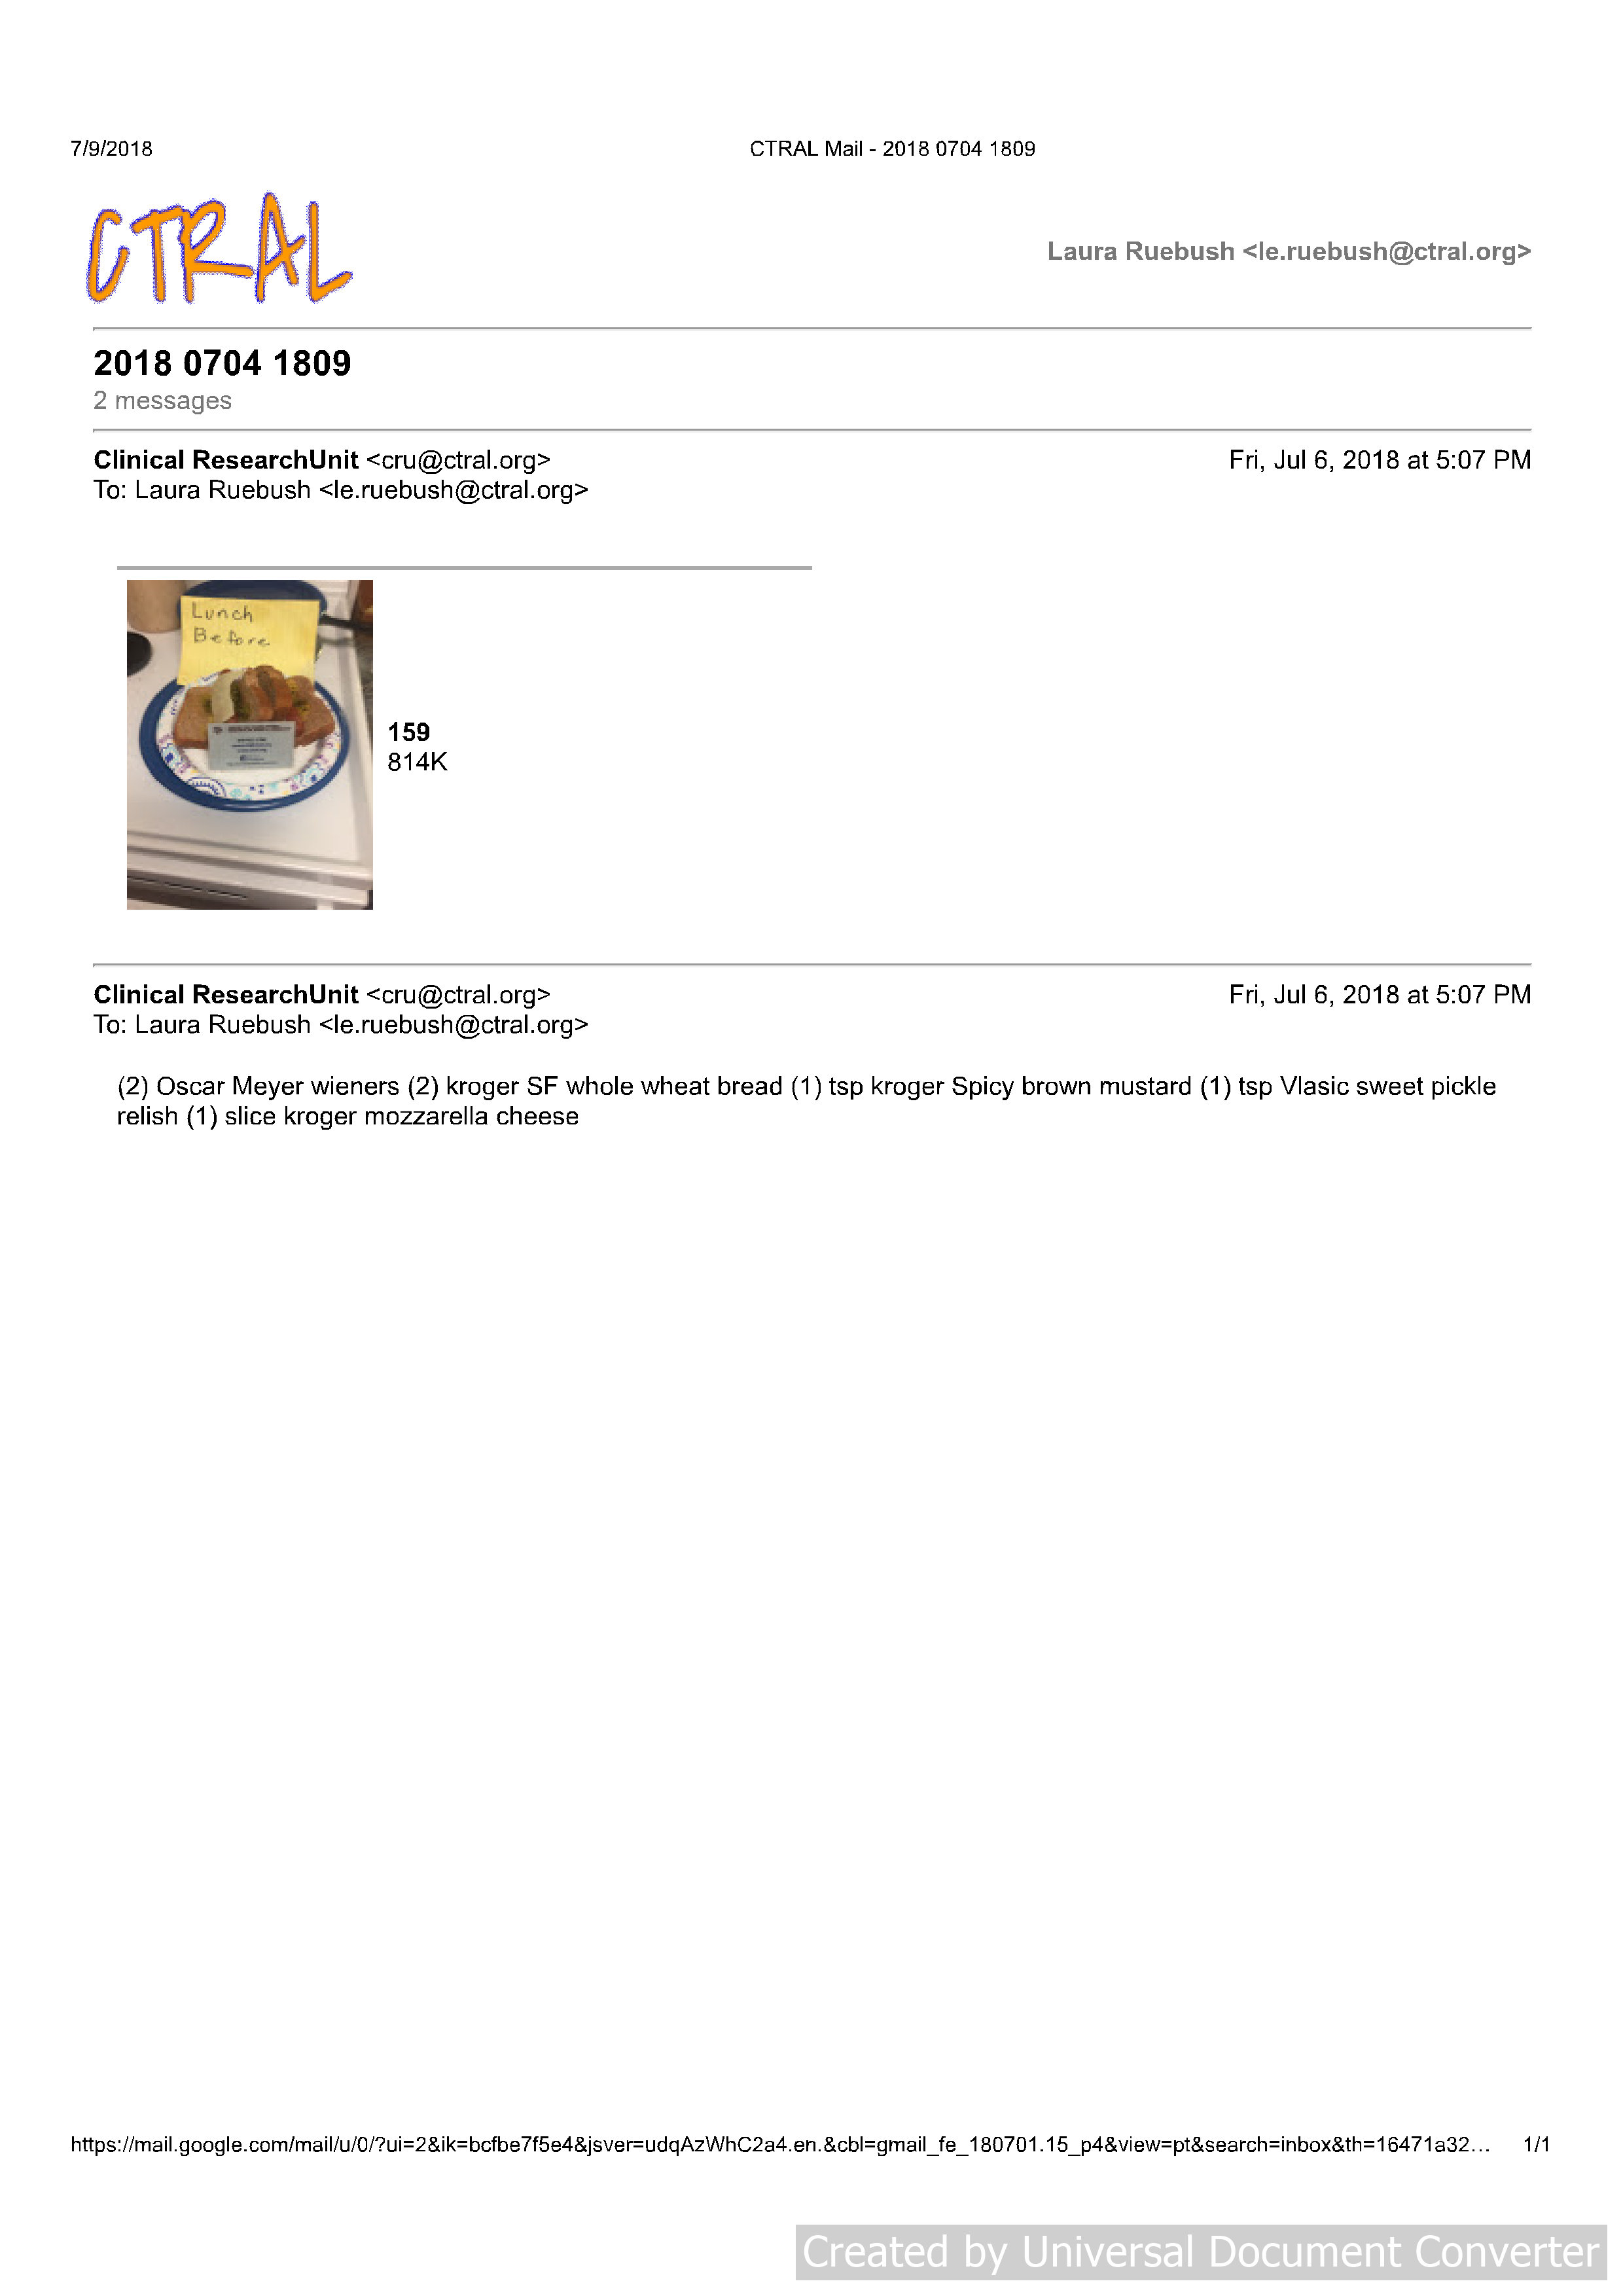 7/9/2018
CTRAL Mail - 2018 0704 1809
CTRAL
Laura Ruebush <le.ruebush@ctral.org>
2018 0704 1809
2 messages
Clinical ResearchUnit <cru@ctral.org>
Fri, Jul 6, 2018 at 5:07 PM
To: Laura Ruebush <le.ruebush@ctral.org>
Lunch
Before
159
814K
Clinical ResearchUnit <cru@ctral.org>
Fri, Jul 6, 2018 at 5:07 PM
To: Laura Ruebush <le.ruebush@ctral.org>
(2) Oscar Meyer wieners (2) kroger SF whole wheat bread (1) tsp kroger Spicy brown mustard (1) tsp Vlasic sweet pickle
relish (1) slice kroger mozzarella cheese
https://mail.google.com/mail/u/0/?ui=2&ik=bcfbe7f5e4&jsver=udqAzWhC2a4.en.&cbl=gmail_fe_180701.15_p4&view=pt&search=inbox&th=16471a32...
1/1
Created by Universal Document Converter